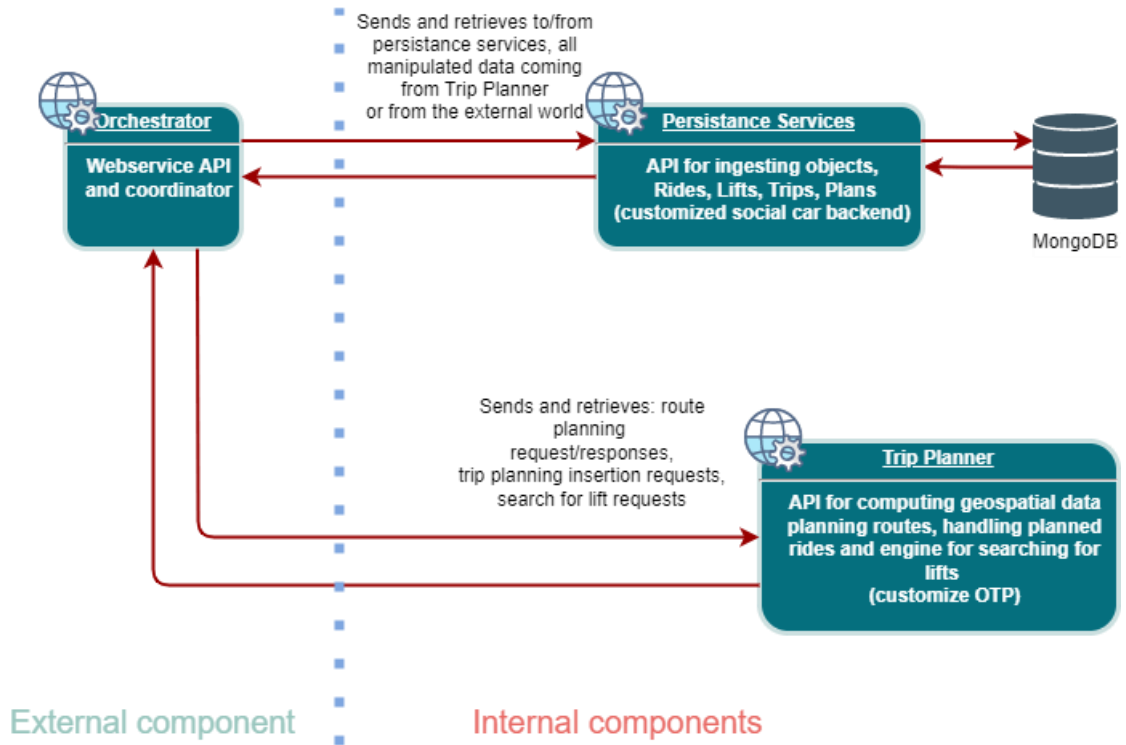 Sends and retrieves to/from
persistance services, all
manipulated data coming
from Trip Planner
or from the external world
Orchestrator
Webservice API
and coordinator
Persistance Services
API for ingesting objects,
Rides, Lifts, Trips, Plans
(customized social car backend)
MongoDB
Sends and retrieves: route
planning
request/responses,
trip planning insertion requests,
search for lift requests
Trip Planner
API for computing geospatial data
planning routes, handling planned
rides and engine for searching for
lifts
(customize OTP)
External component
Internal components